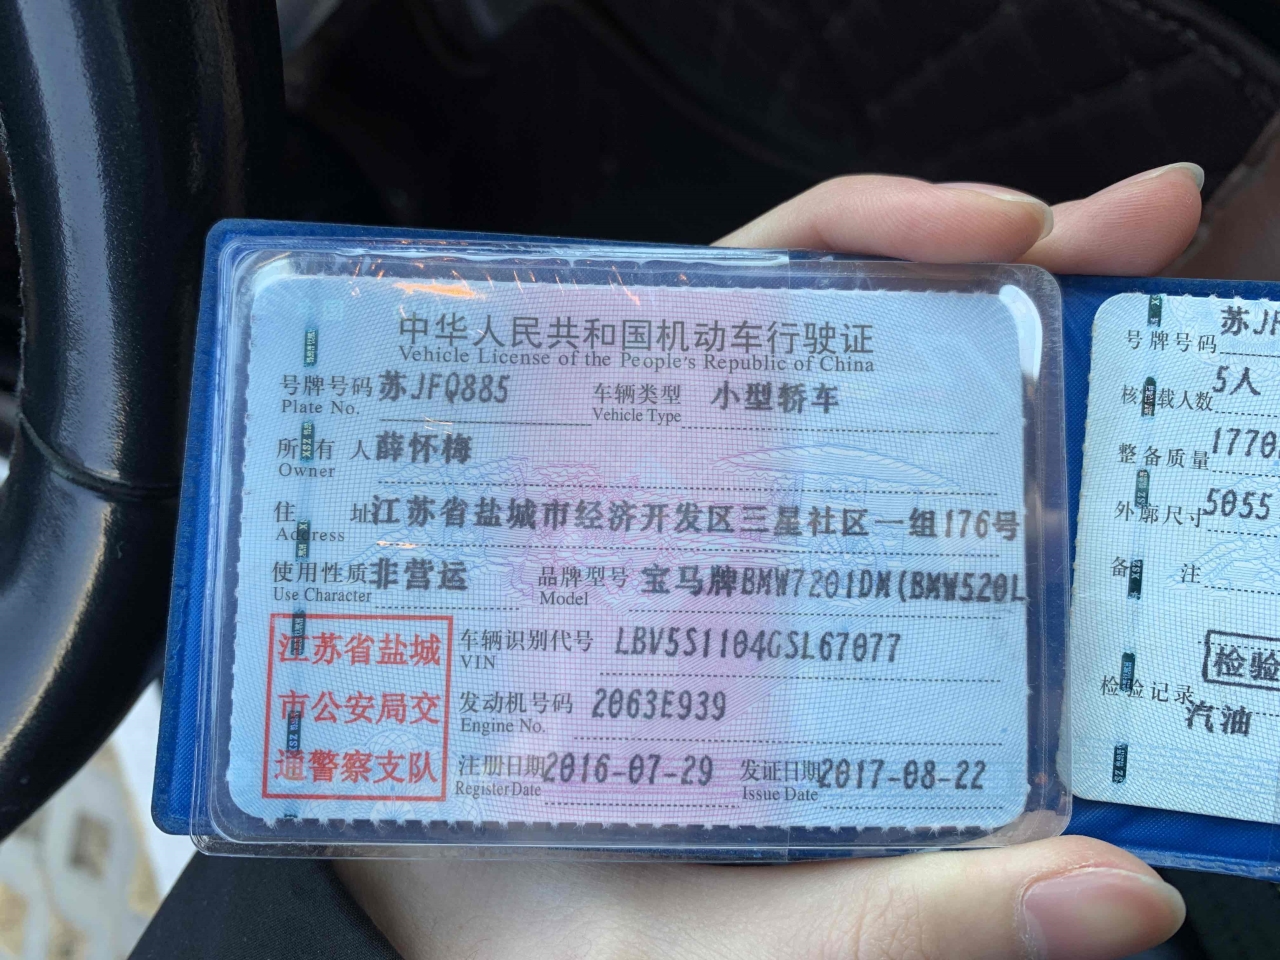 中华人民共和国机动车行驶证
Vehicle License of the People's Republic of China
号牌号码 苏JFQ885 车辆类型 小型轿车
Plate No. Vehicle Type
所有人 薛怀梅
Owner
住址 江苏省盐城市经济开发区三星社区一组176号
Address
使用性质 非营运 品牌型号 宝马牌BMW7201DM(BMW520L
Use Character Model
江苏省盐城
市公安局交
通警察支队
车辆识别代号 LBV5S1104GSL67077
VIN
发动机号码 2063E939
Engine No.
注册日期 2016-07-29 发证日期 2017-08-22
Register Date Issue Date
号牌号码 苏JF
核定载人数 5人
整备质量 1770
外廓尺寸 5055
备注
检验
检验记录
汽油